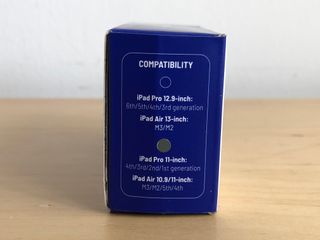 COMPATIBILITY
iPad Pro 12.9-inch:
6th/5th/4th/3rd generation
iPad Air 13-inch:
M3/M2
iPad Pro 11-inch:
4th/3rd/2nd/1st generation
iPad Air 10.9/11-inch:
M3/M2/5th/4th